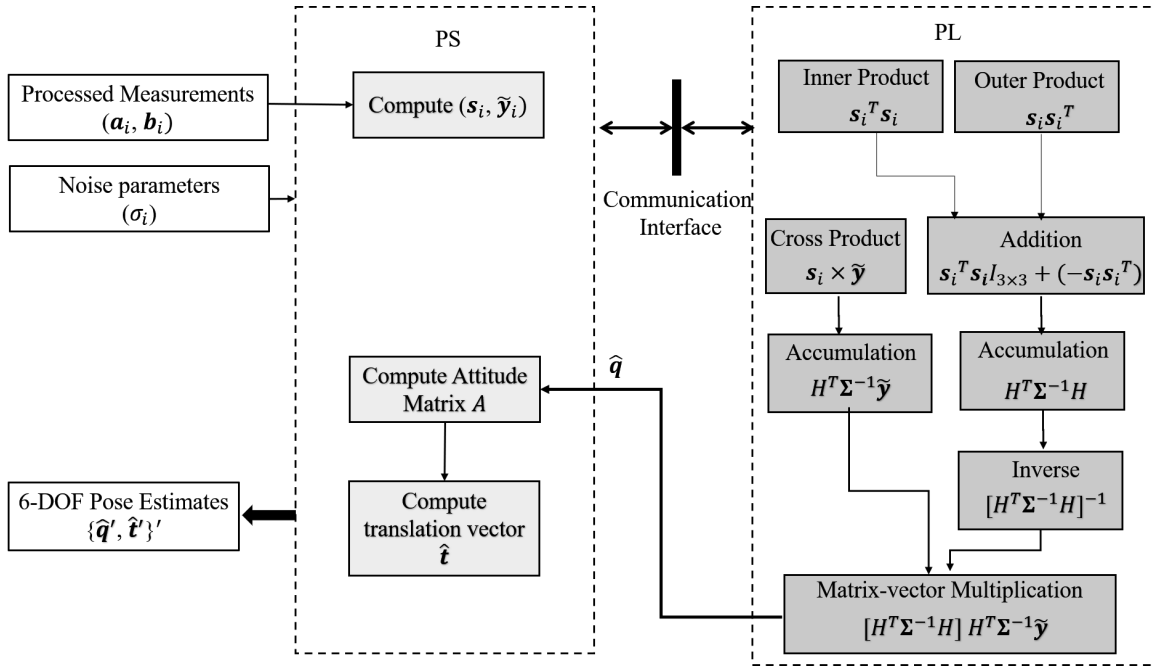 PS
PL
Processed Measurements
(𝒂ᵢ, 𝒃ᵢ)
Noise parameters
(σᵢ)
Compute (𝒔ᵢ, ỹᵢ)
Communication
Interface
Inner Product
𝒔ᵢᵀ𝒔ᵢ
Outer Product
𝒔ᵢ𝒔ᵢᵀ
Cross Product
𝒔ᵢ × ỹ
Addition
𝒔ᵢᵀ𝒔ᵢI₃ₓ₃ + (−𝒔ᵢ𝒔ᵢᵀ)
Accumulation
Hᵀ𝚺⁻¹ỹ
Accumulation
Hᵀ𝚺⁻¹H
Inverse
[Hᵀ𝚺⁻¹H]⁻¹
Matrix-vector Multiplication
[Hᵀ𝚺⁻¹H] Hᵀ𝚺⁻¹ỹ
q̂
Compute Attitude
Matrix A
Compute
translation vector
t̂
6-DOF Pose Estimates
{q̂′, t̂′}′